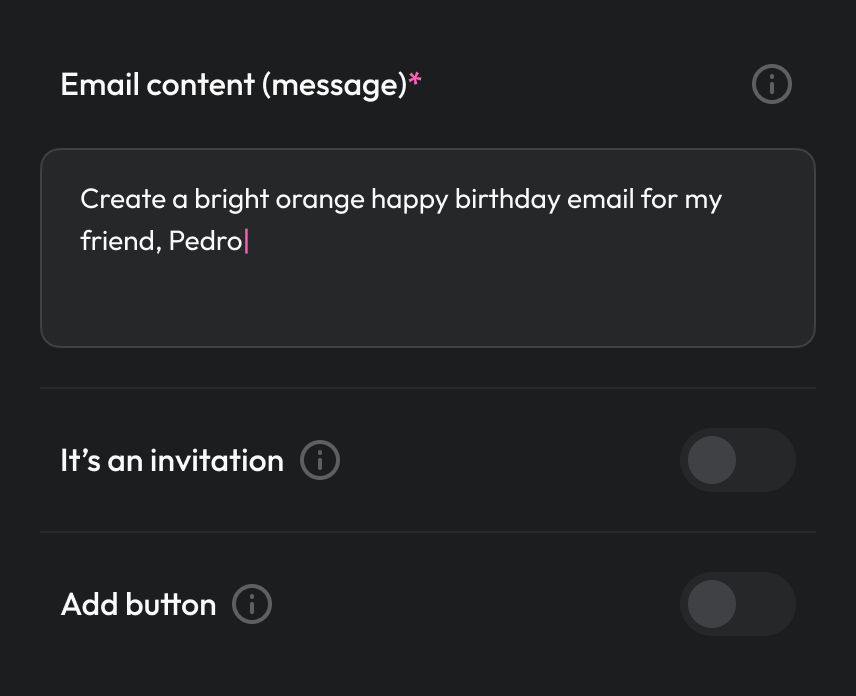 Email content (message)*
Create a bright orange happy birthday email for my
friend, Pedro
It’s an invitation
Add button